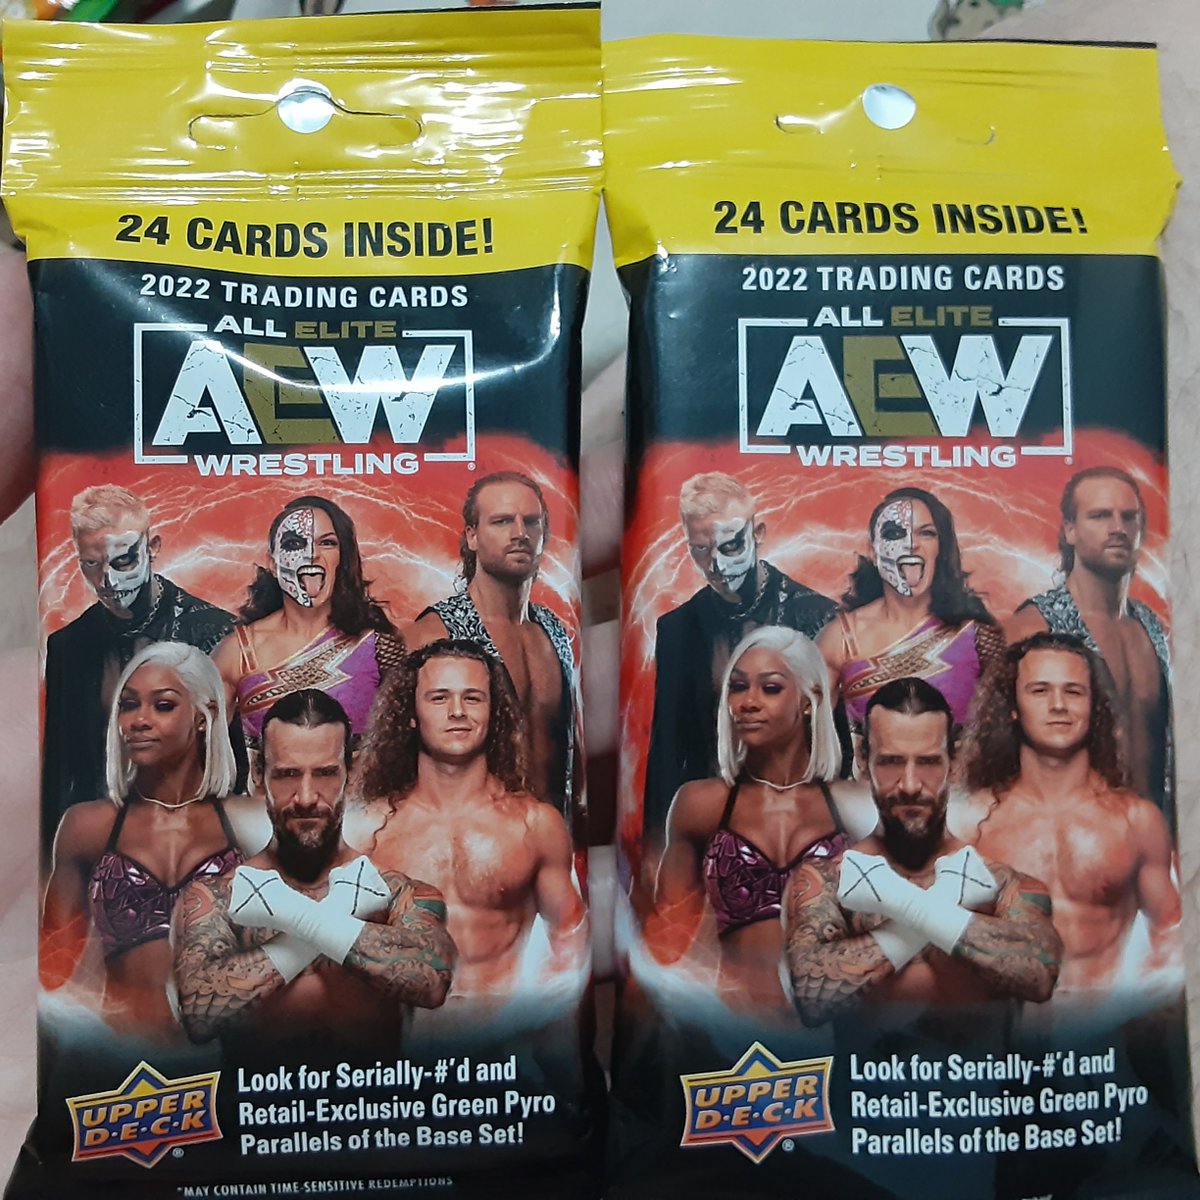 24 CARDS INSIDE!
2022 TRADING CARDS
ALL ELITE
AEW
WRESTLING
®
X X
UPPER
D·E·C·K
®
Look for Serially-#'d and
Retail-Exclusive Green Pyro
Parallels of the Base Set!
*MAY CONTAIN TIME-SENSITIVE REDEMPTIONS
24 CARDS INSIDE!
2022 TRADING CARDS
ALL ELITE
AEW
WRESTLING
®
X X
UPPER
D·E·C·K
®
Look for Serially-#'d and
Retail-Exclusive Green Pyro
Parallels of the Base Set!